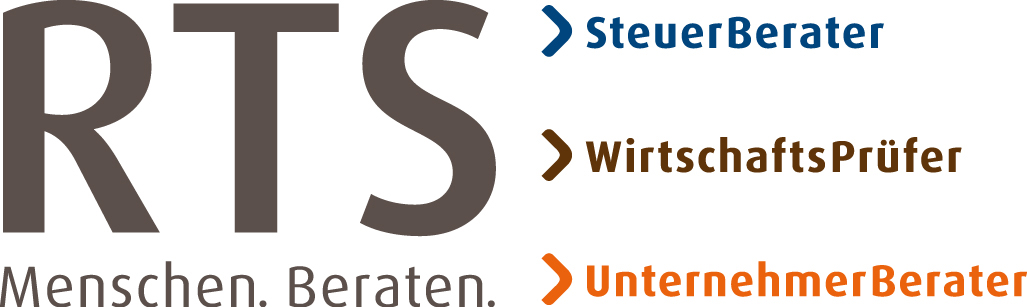 RTS
Menschen. Beraten.
SteuerBerater
WirtschaftsPrüfer
UnternehmerBerater